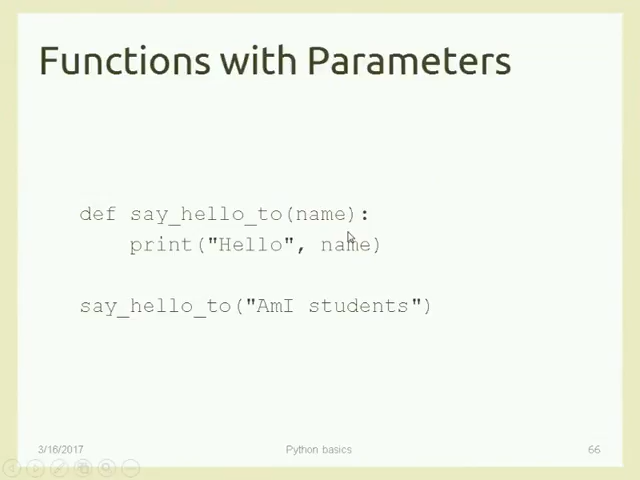 Functions with Parameters
def say_hello_to(name):
    print("Hello", name)
say_hello_to("AmI students")
3/16/2017
Python basics
66